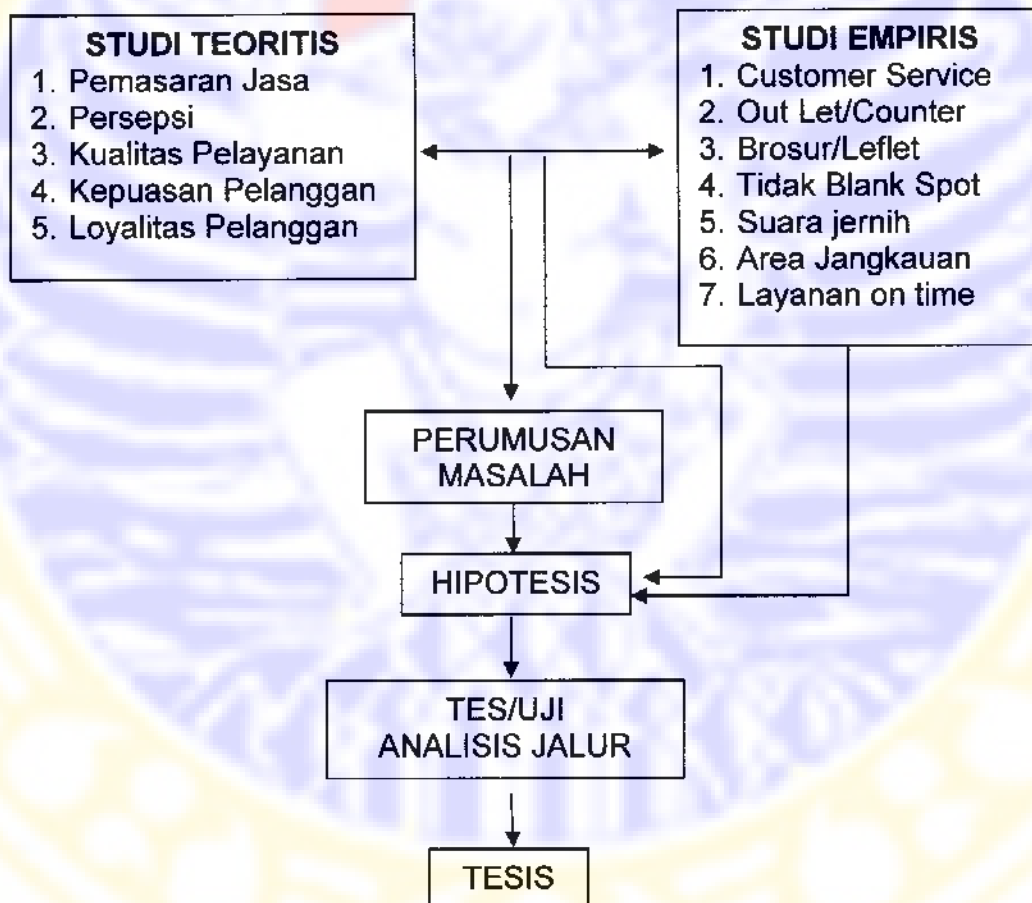 STUDI TEORITIS
1. Pemasaran Jasa
2. Persepsi
3. Kualitas Pelayanan
4. Kepuasan Pelanggan
5. Loyalitas Pelanggan
STUDI EMPIRIS
1. Customer Service
2. Out Let/Counter
3. Brosur/Leflet
4. Tidak Blank Spot
5. Suara jernih
6. Area Jangkauan
7. Layanan on time
PERUMUSAN
MASALAH
HIPOTESIS
TES/UJI
ANALISIS JALUR
TESIS